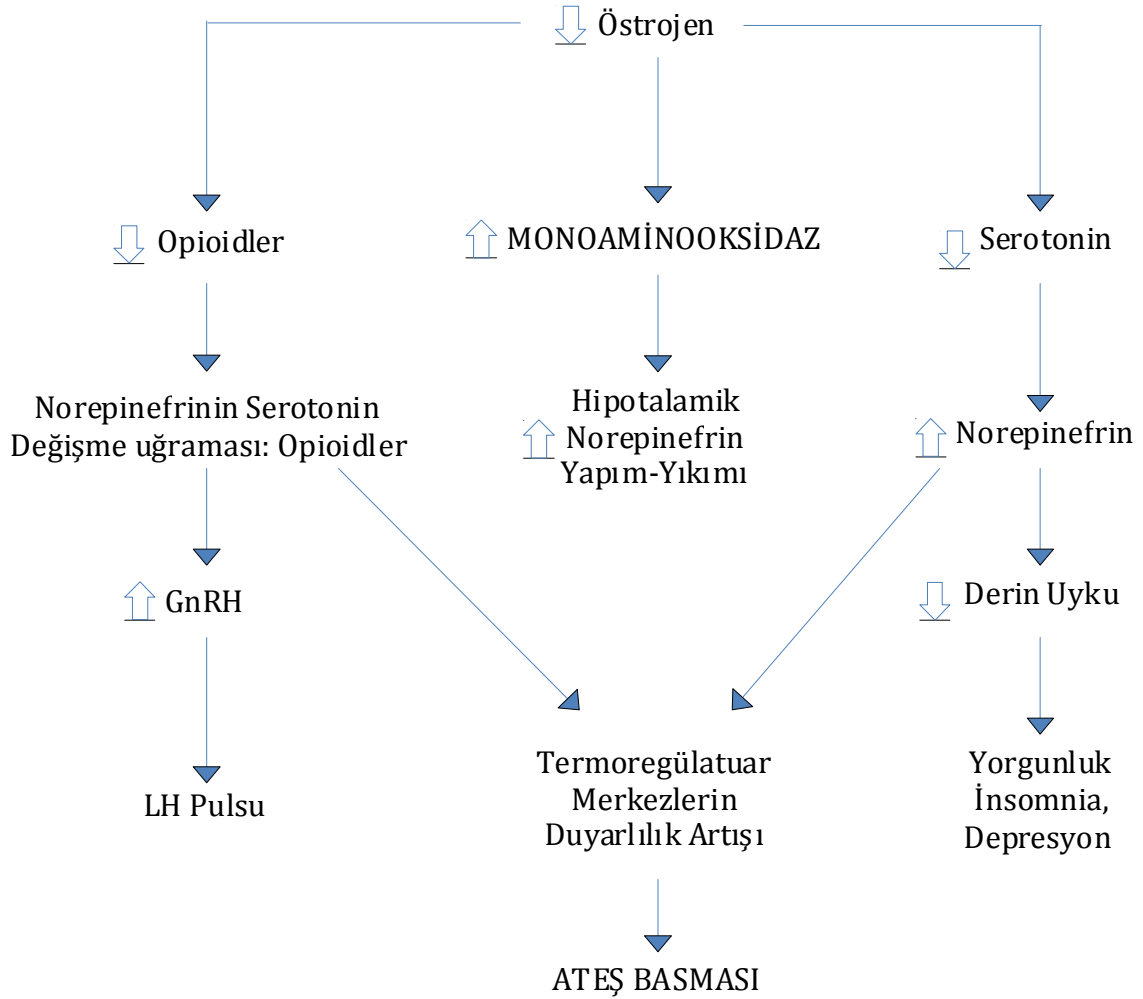 Östrojen
Opioidler
MONOAMİNOOKSİDAZ
Serotonin
Norepinefrinin Serotonin
Değişme uğraması: Opioidler
Hipotalamik
Norepinefrin
Yapım-Yıkımı
Norepinefrin
GnRH
Derin Uyku
LH Pulsu
Termoregülatuar
Merkezlerin
Duyarlılık Artışı
Yorgunluk
İnsomnia,
Depresyon
ATEŞ BASMASI